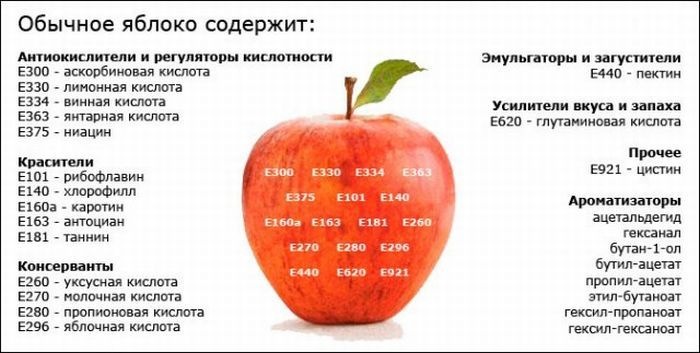 Обычное яблоко содержит:
Антиокислители и регуляторы кислотности
E300 - аскорбиновая кислота
E330 - лимонная кислота
E334 - винная кислота
E363 - янтарная кислота
E375 - ниацин
Красители
E101 - рибофлавин
E140 - хлорофилл
E160a - каротин
E163 - антоциан
E181 - таннин
Консерванты
E260 - уксусная кислота
E270 - молочная кислота
E280 - пропионовая кислота
E296 - яблочная кислота
E300 E330 E334 E363
E375 E101 E140
E160a E163 E181 E260
E270 E280 E296
E440 E620 E921
Эмульгаторы и загустители
E440 - пектин
Усилители вкуса и запаха
E620 - глутаминовая кислота
Прочее
E921 - цистин
Ароматизаторы
ацетальдегид
гексанал
бутан-1-ол
бутил-ацетат
пропил-ацетат
этил-бутаноат
гексил-пропаноат
гексил-гексаноат